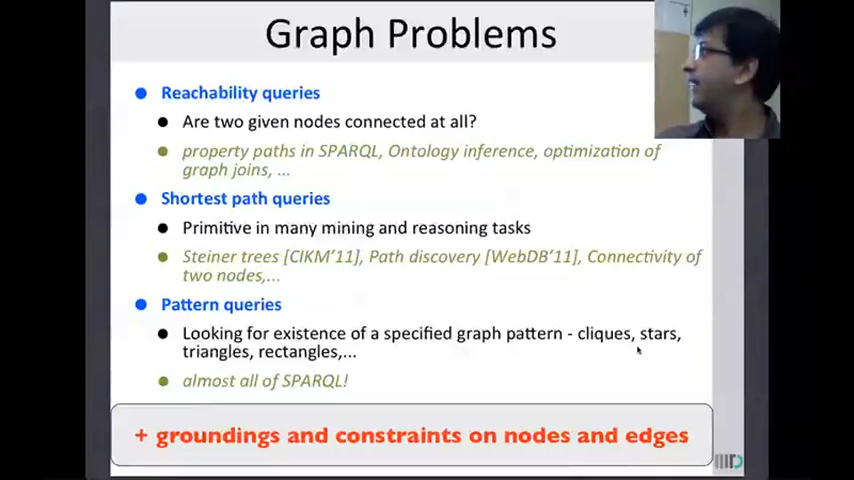 Graph Problems
Reachability queries
Are two given nodes connected at all?
property paths in SPARQL, Ontology inference, optimization of
graph joins, ...
Shortest path queries
Primitive in many mining and reasoning tasks
Steiner trees [CIKM'11], Path discovery [WebDB'11], Connectivity of
two nodes,...
Pattern queries
Looking for existence of a specified graph pattern - cliques, stars,
triangles, rectangles,...
almost all of SPARQL!
+ groundings and constraints on nodes and edges